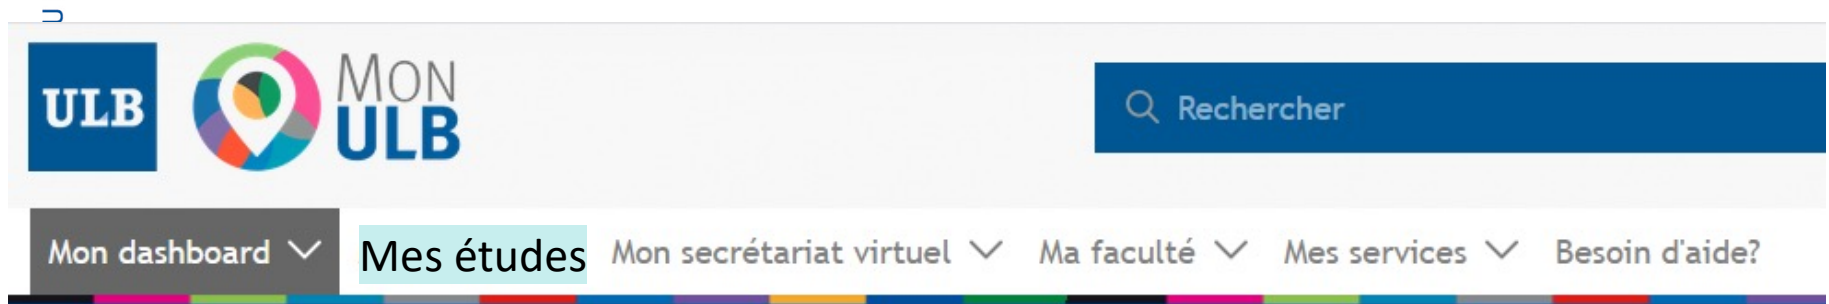 ULB
MON
ULB
Rechercher
Mon dashboard Mes études Mon secrétariat virtuel Ma faculté Mes services Besoin d'aide?